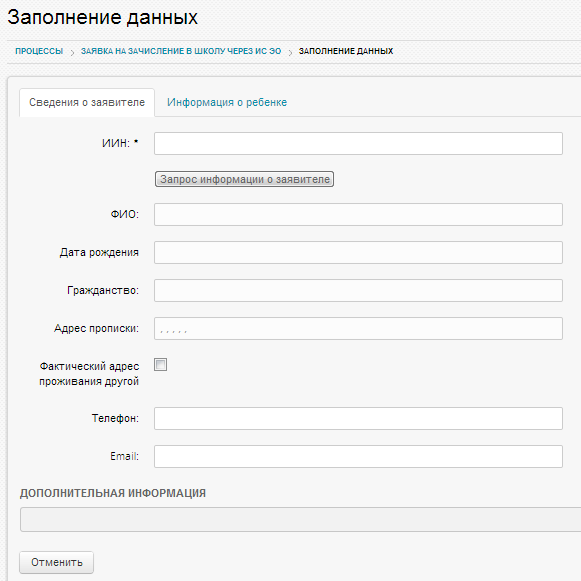 Заполнение данных
ПРОЦЕССЫ > ЗАЯВКА НА ЗАЧИСЛЕНИЕ В ШКОЛУ ЧЕРЕЗ ИС ЭО > ЗАПОЛНЕНИЕ ДАННЫХ
Сведения о заявителе Информация о ребенке
ИИН: *
Запрос информации о заявителе
ФИО:
Дата рождения
Гражданство:
Адрес прописки: . . . . .
Фактический адрес
проживания другой
Телефон:
Email:
ДОПОЛНИТЕЛЬНАЯ ИНФОРМАЦИЯ
Отменить